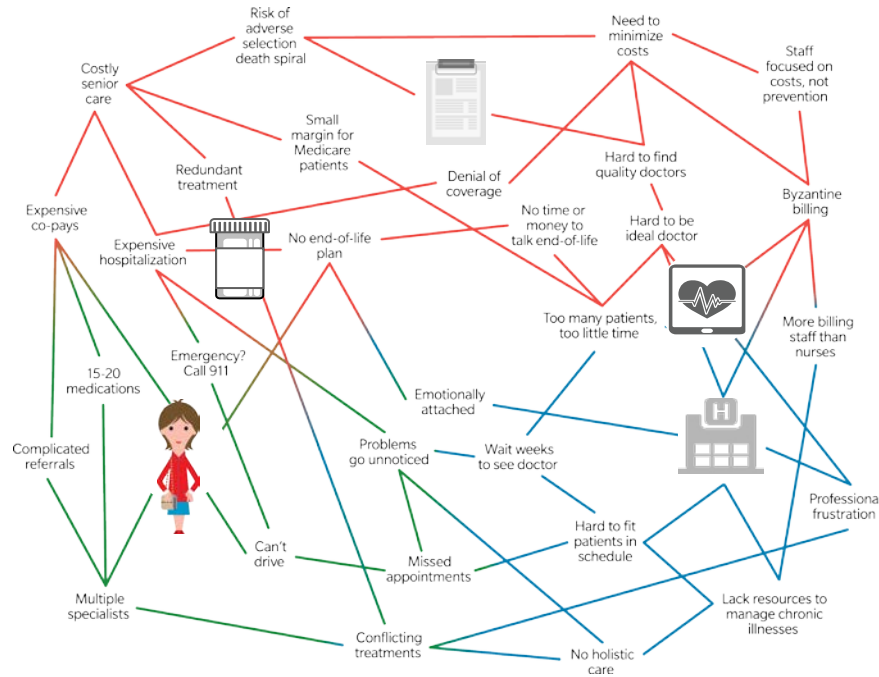 Risk of
adverse
selection
death spiral
Need to
minimize
costs
Staff
focused on
costs, not
prevention
Costly
senior
care
Small
margin for
Medicare
patients
Redundant
treatment
Denial of
coverage
Hard to find
quality doctors
Byzantine
billing
Expensive
co-pays
Expensive
hospitalization
No end-of-life
plan
No time or
money to
talk end-of-life
Hard to be
ideal doctor
Too many patients,
too little time
More billing
staff than
nurses
Emergency?
Call 911
15-20
medications
Emotionally
attached
H
Complicated
referrals
Problems
go unnoticed
Wait weeks
to see doctor
Professiona
frustration
Hard to fit
patients in
schedule
Can't
drive
Missed
appointments
Multiple
specialists
Lack resources to
manage chronic
illnesses
Conflicting
treatments
No holistic
care